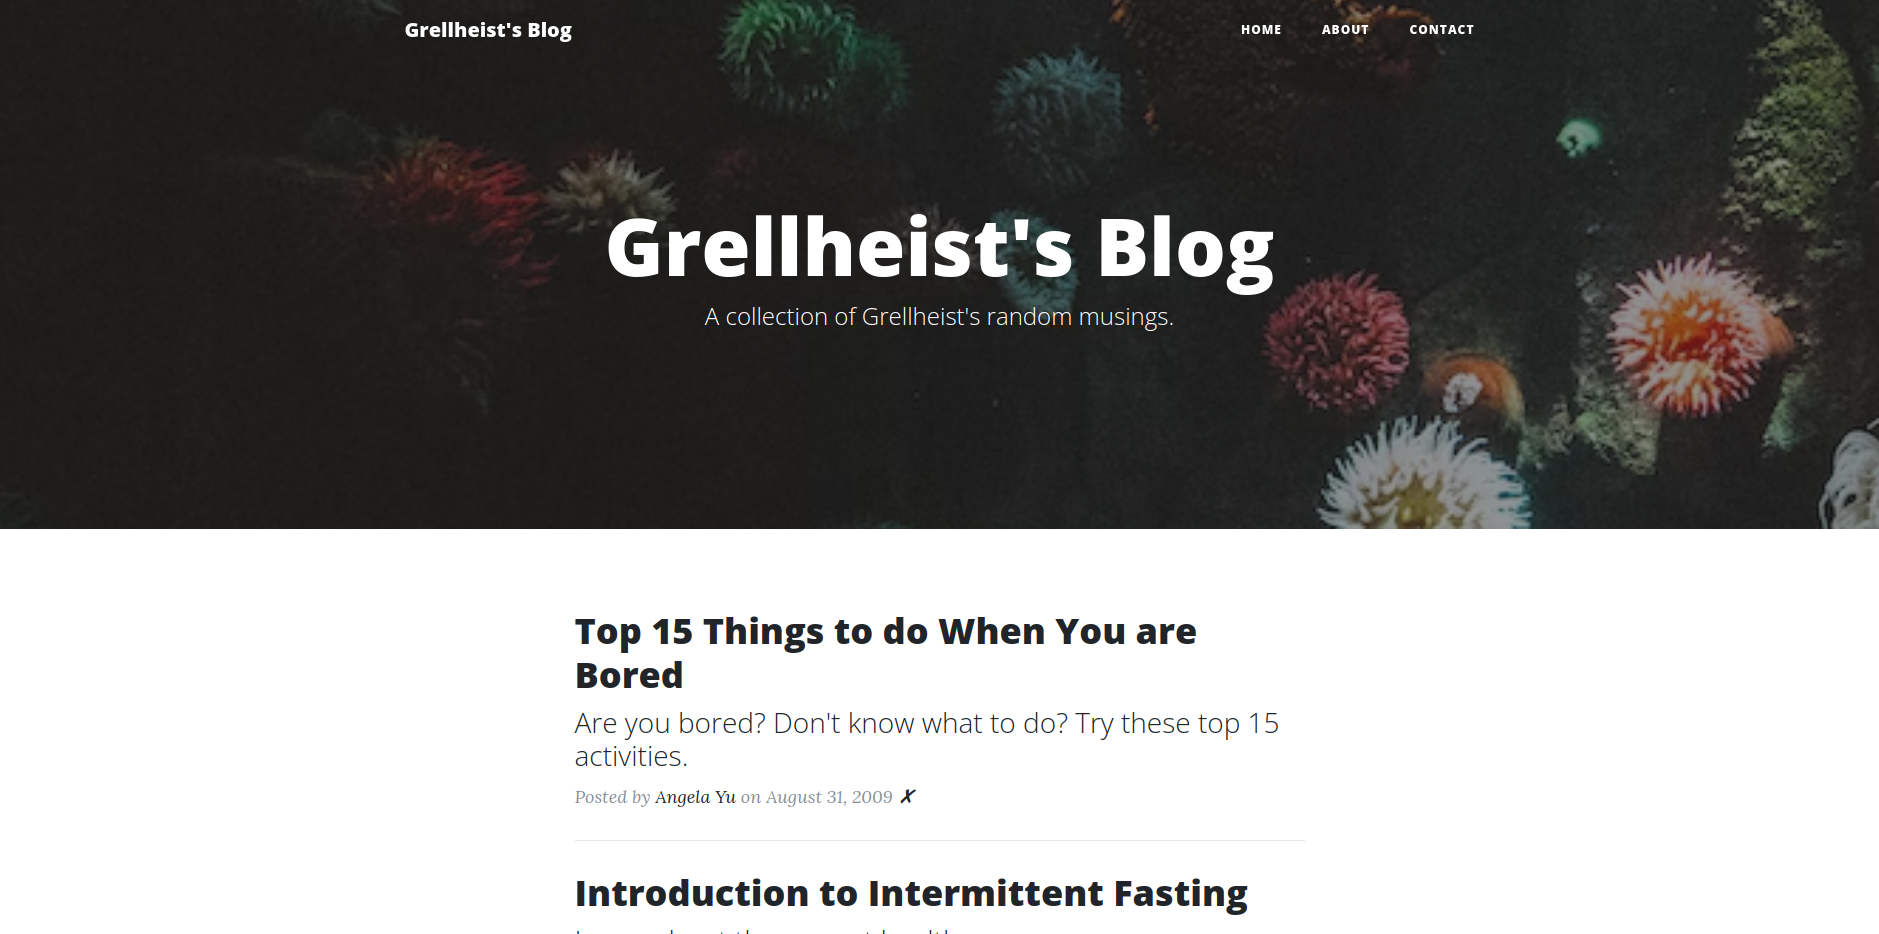 Grellheist's Blog
HOME ABOUT CONTACT
Grellheist's Blog
A collection of Grellheist's random musings.
Top 15 Things to do When You are
Bored
Are you bored? Don't know what to do? Try these top 15
activities.
Posted by Angela Yu on August 31, 2009 ✗
Introduction to Intermittent Fasting